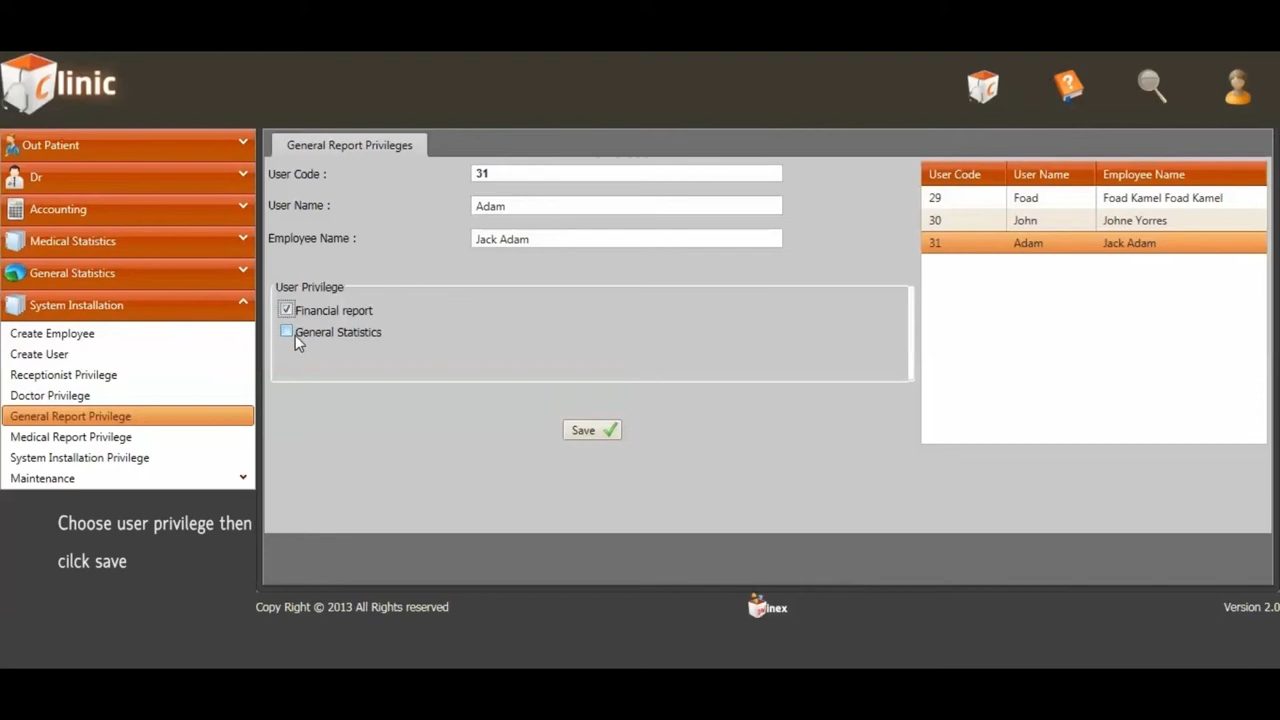 Clinic
Out Patient
Dr
Accounting
Medical Statistics
General Statistics
System Installation
Create Employee
Create User
Receptionist Privilege
Doctor Privilege
General Report Privilege
Medical Report Privilege
System Installation Privilege
Maintenance
Choose user privilege then
cilck save
General Report Privileges
User Code : 31
User Name : Adam
Employee Name : Jack Adam
User Privilege
Financial report
General Statistics
Save
User Code User Name Employee Name
29 Foad Foad Kamel Foad Kamel
30 John Johne Yorres
31 Adam Jack Adam
Copy Right © 2013 All Rights reserved
inex
Version 2.0